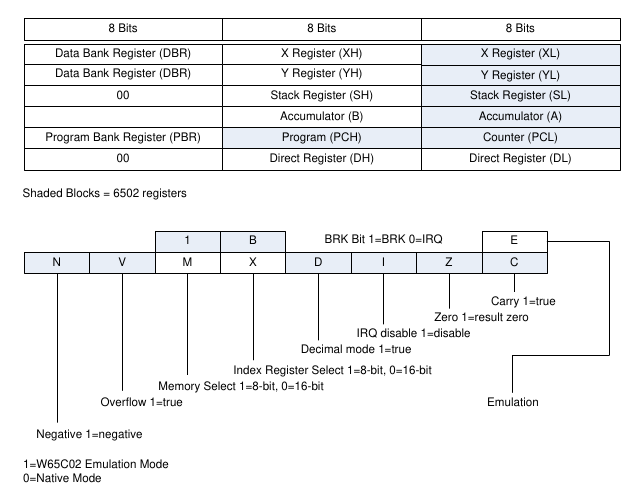 8 Bits 8 Bits 8 Bits
Data Bank Register (DBR) X Register (XH) X Register (XL)
Data Bank Register (DBR) Y Register (YH) Y Register (YL)
00 Stack Register (SH) Stack Register (SL)
Accumulator (B) Accumulator (A)
Program Bank Register (PBR) Program (PCH) Counter (PCL)
00 Direct Register (DH) Direct Register (DL)
Shaded Blocks = 6502 registers
1 B BRK Bit 1=BRK 0=IRQ E
N V M X D I Z C
Carry 1=true
Zero 1=result zero
IRQ disable 1=disable
Decimal mode 1=true
Index Register Select 1=8-bit, 0=16-bit
Memory Select 1=8-bit, 0=16-bit
Overflow 1=true Emulation
Negative 1=negative
1=W65C02 Emulation Mode
0=Native Mode